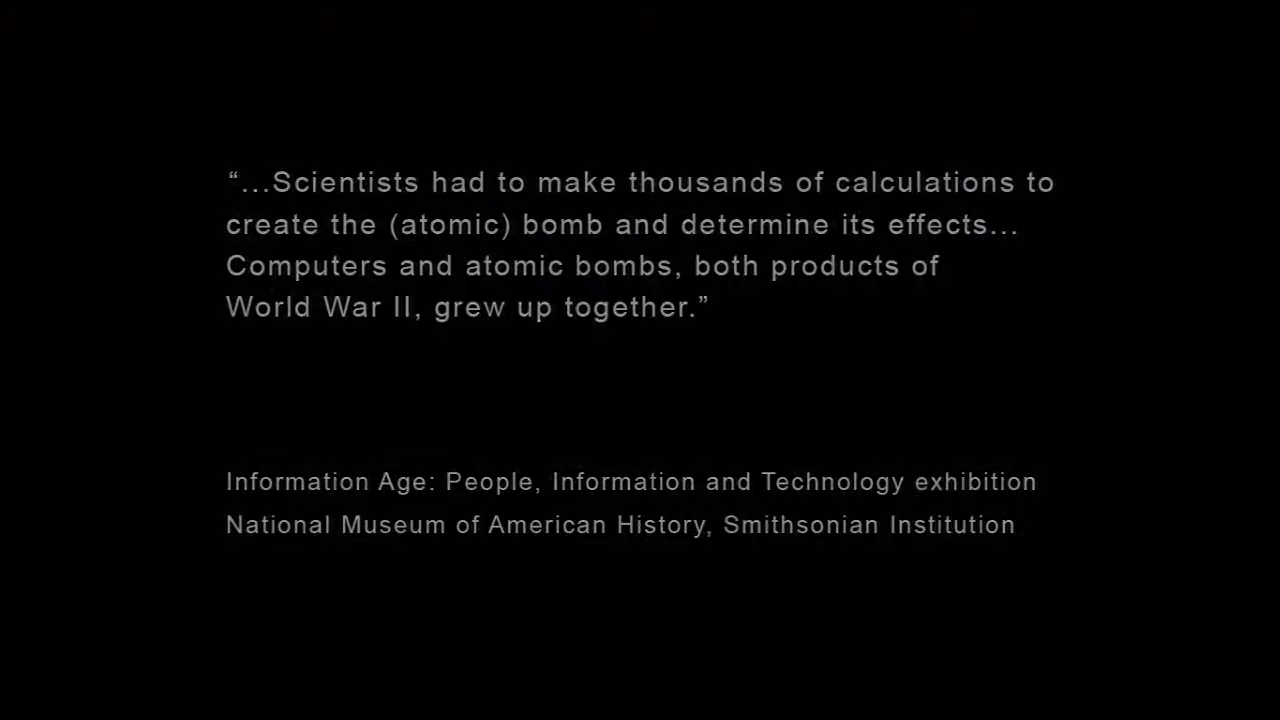 “...Scientists had to make thousands of calculations to
create the (atomic) bomb and determine its effects...
Computers and atomic bombs, both products of
World War II, grew up together.”
Information Age: People, Information and Technology exhibition
National Museum of American History, Smithsonian Institution